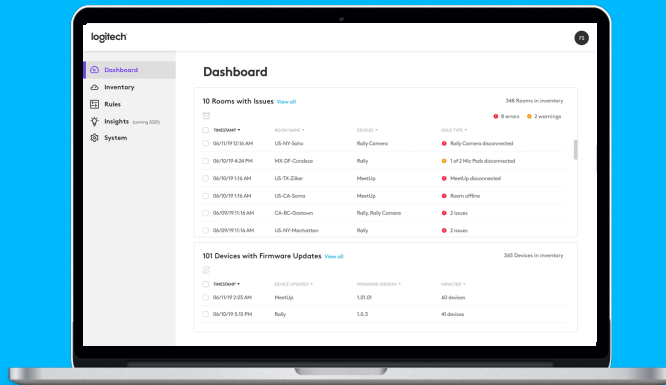 logitech
FS
Dashboard
Inventory
Rules
Insights (coming 2020)
System
Dashboard
10 Rooms with Issues View all 348 Rooms in inventory
8 errors 2 warnings
TIMESTAMP ROOM NAME DEVICES ISSUE TYPE
06/11/19 12:16 AM US-NY-Soho Rally Camera Rally Camera disconnected
06/10/19 4:24 PM MX-DF-Condesa Rally 1 of 2 Mic Pods disconnected
06/10/19 1:16 AM US-TX-Zilker MeetUp MeetUp disconnected
06/10/19 1:16 AM US-CA-Soma MeetUp Room offline
06/09/19 11:16 AM CA-BC-Gastown Rally, Rally Camera 2 issues
06/09/19 11:16 AM US-NY-Manhattan Rally 2 issues
101 Devices with Firmware Updates View all 365 Devices in inventory
TIMESTAMP DEVICE UPDATED FIRMWARE VERSION IMPACTED
06/11/19 2:03 AM MeetUp 1.01.01 60 devices
06/10/19 5:15 PM Rally 1.0.3 41 devices